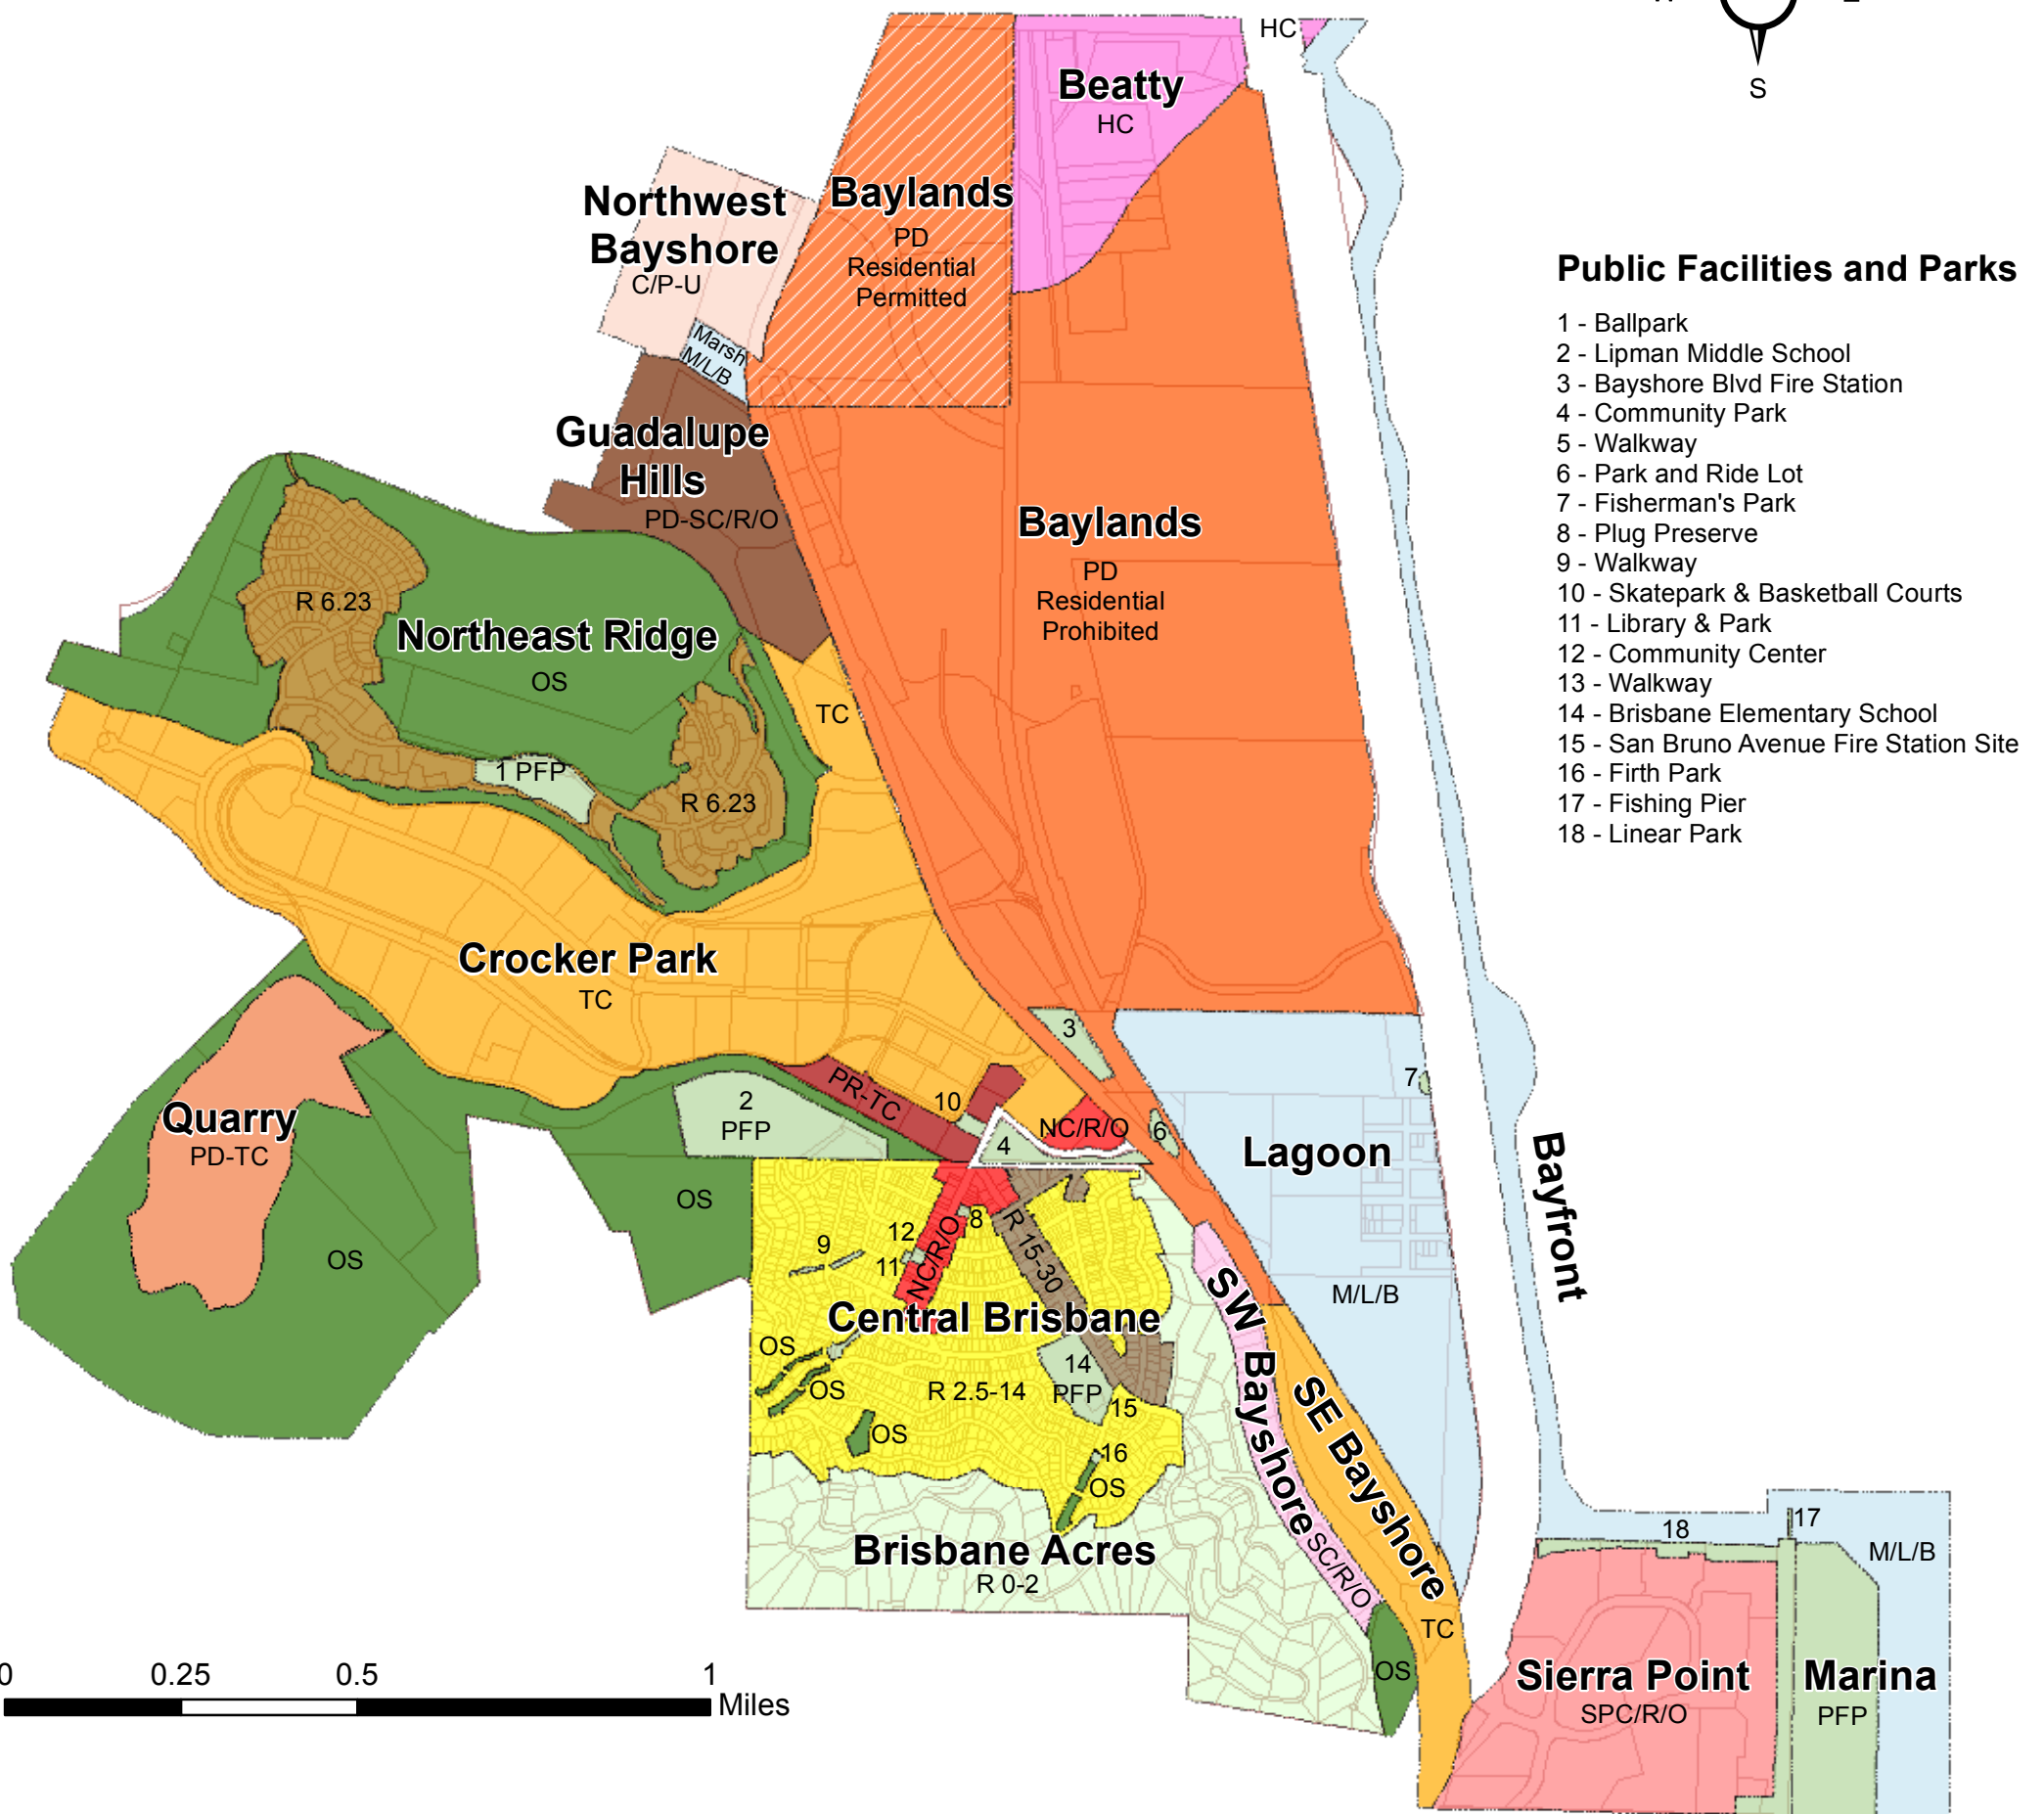 HC
S
Beatty
HC
Northwest
Bayshore
C/P-U
Baylands
PD
Residential
Permitted
Marsh
M/L/B
Public Facilities and Parks
1 - Ballpark
2 - Lipman Middle School
3 - Bayshore Blvd Fire Station
4 - Community Park
5 - Walkway
6 - Park and Ride Lot
7 - Fisherman's Park
8 - Plug Preserve
9 - Walkway
10 - Skatepark & Basketball Courts
11 - Library & Park
12 - Community Center
13 - Walkway
14 - Brisbane Elementary School
15 - San Bruno Avenue Fire Station Site
16 - Firth Park
17 - Fishing Pier
18 - Linear Park
Guadalupe
Hills
PD-SC/R/O
Baylands
PD
Residential
Prohibited
R 6.23
Northeast Ridge
OS
TC
1 PFP
R 6.23
Crocker Park
TC
3
7
Quarry
PD-TC
OS
2
PFP
PR-TC
10
4
NC/R/O
6
Lagoon
M/L/B
Bayfront
OS
9
12
11
8
NC/R/O
R 15-30
Central Brisbane
OS
OS
R 2.5-14
14
PFP
15
OS
16
OS
SW Bayshore
SC/R/O
SE Bayshore
TC
OS
Brisbane Acres
R 0-2
18
17
M/L/B
Sierra Point
SPC/R/O
Marina
PFP
0
0.25
0.5
1
Miles